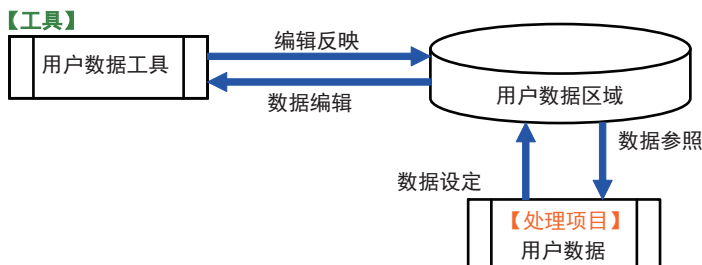 【工具】
用户数据工具
编辑反映
数据编辑
用户数据区域
数据设定
数据参照
【处理项目】
用户数据